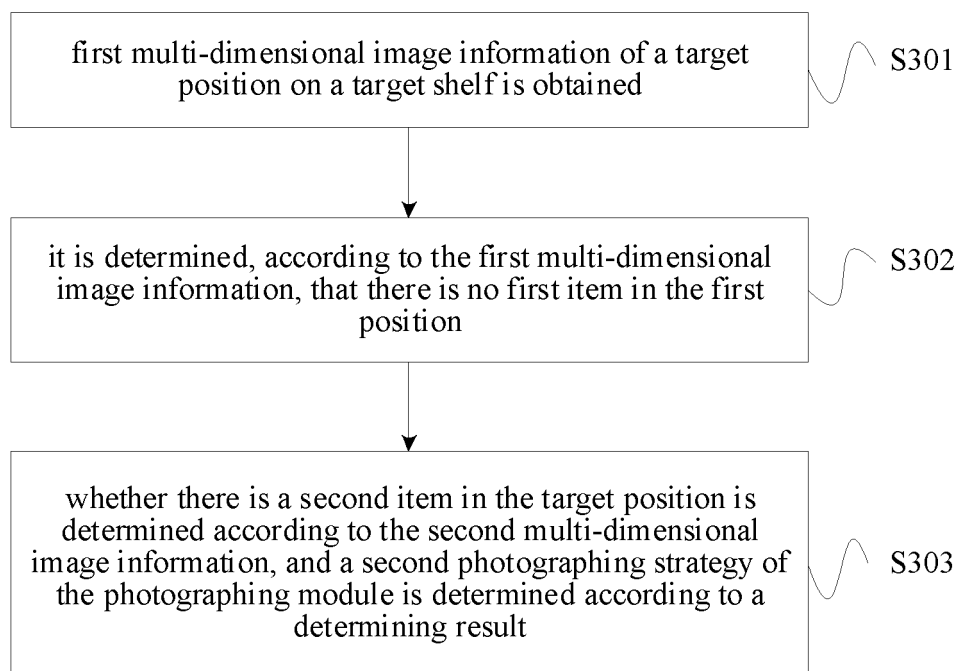 first multi-dimensional image information of a target
position on a target shelf is obtained
S301
it is determined, according to the first multi-dimensional
image information, that there is no first item in the first
position
S302
whether there is a second item in the target position is
determined according to the second multi-dimensional
image information, and a second photographing strategy of
the photographing module is determined according to a
determining result
S303